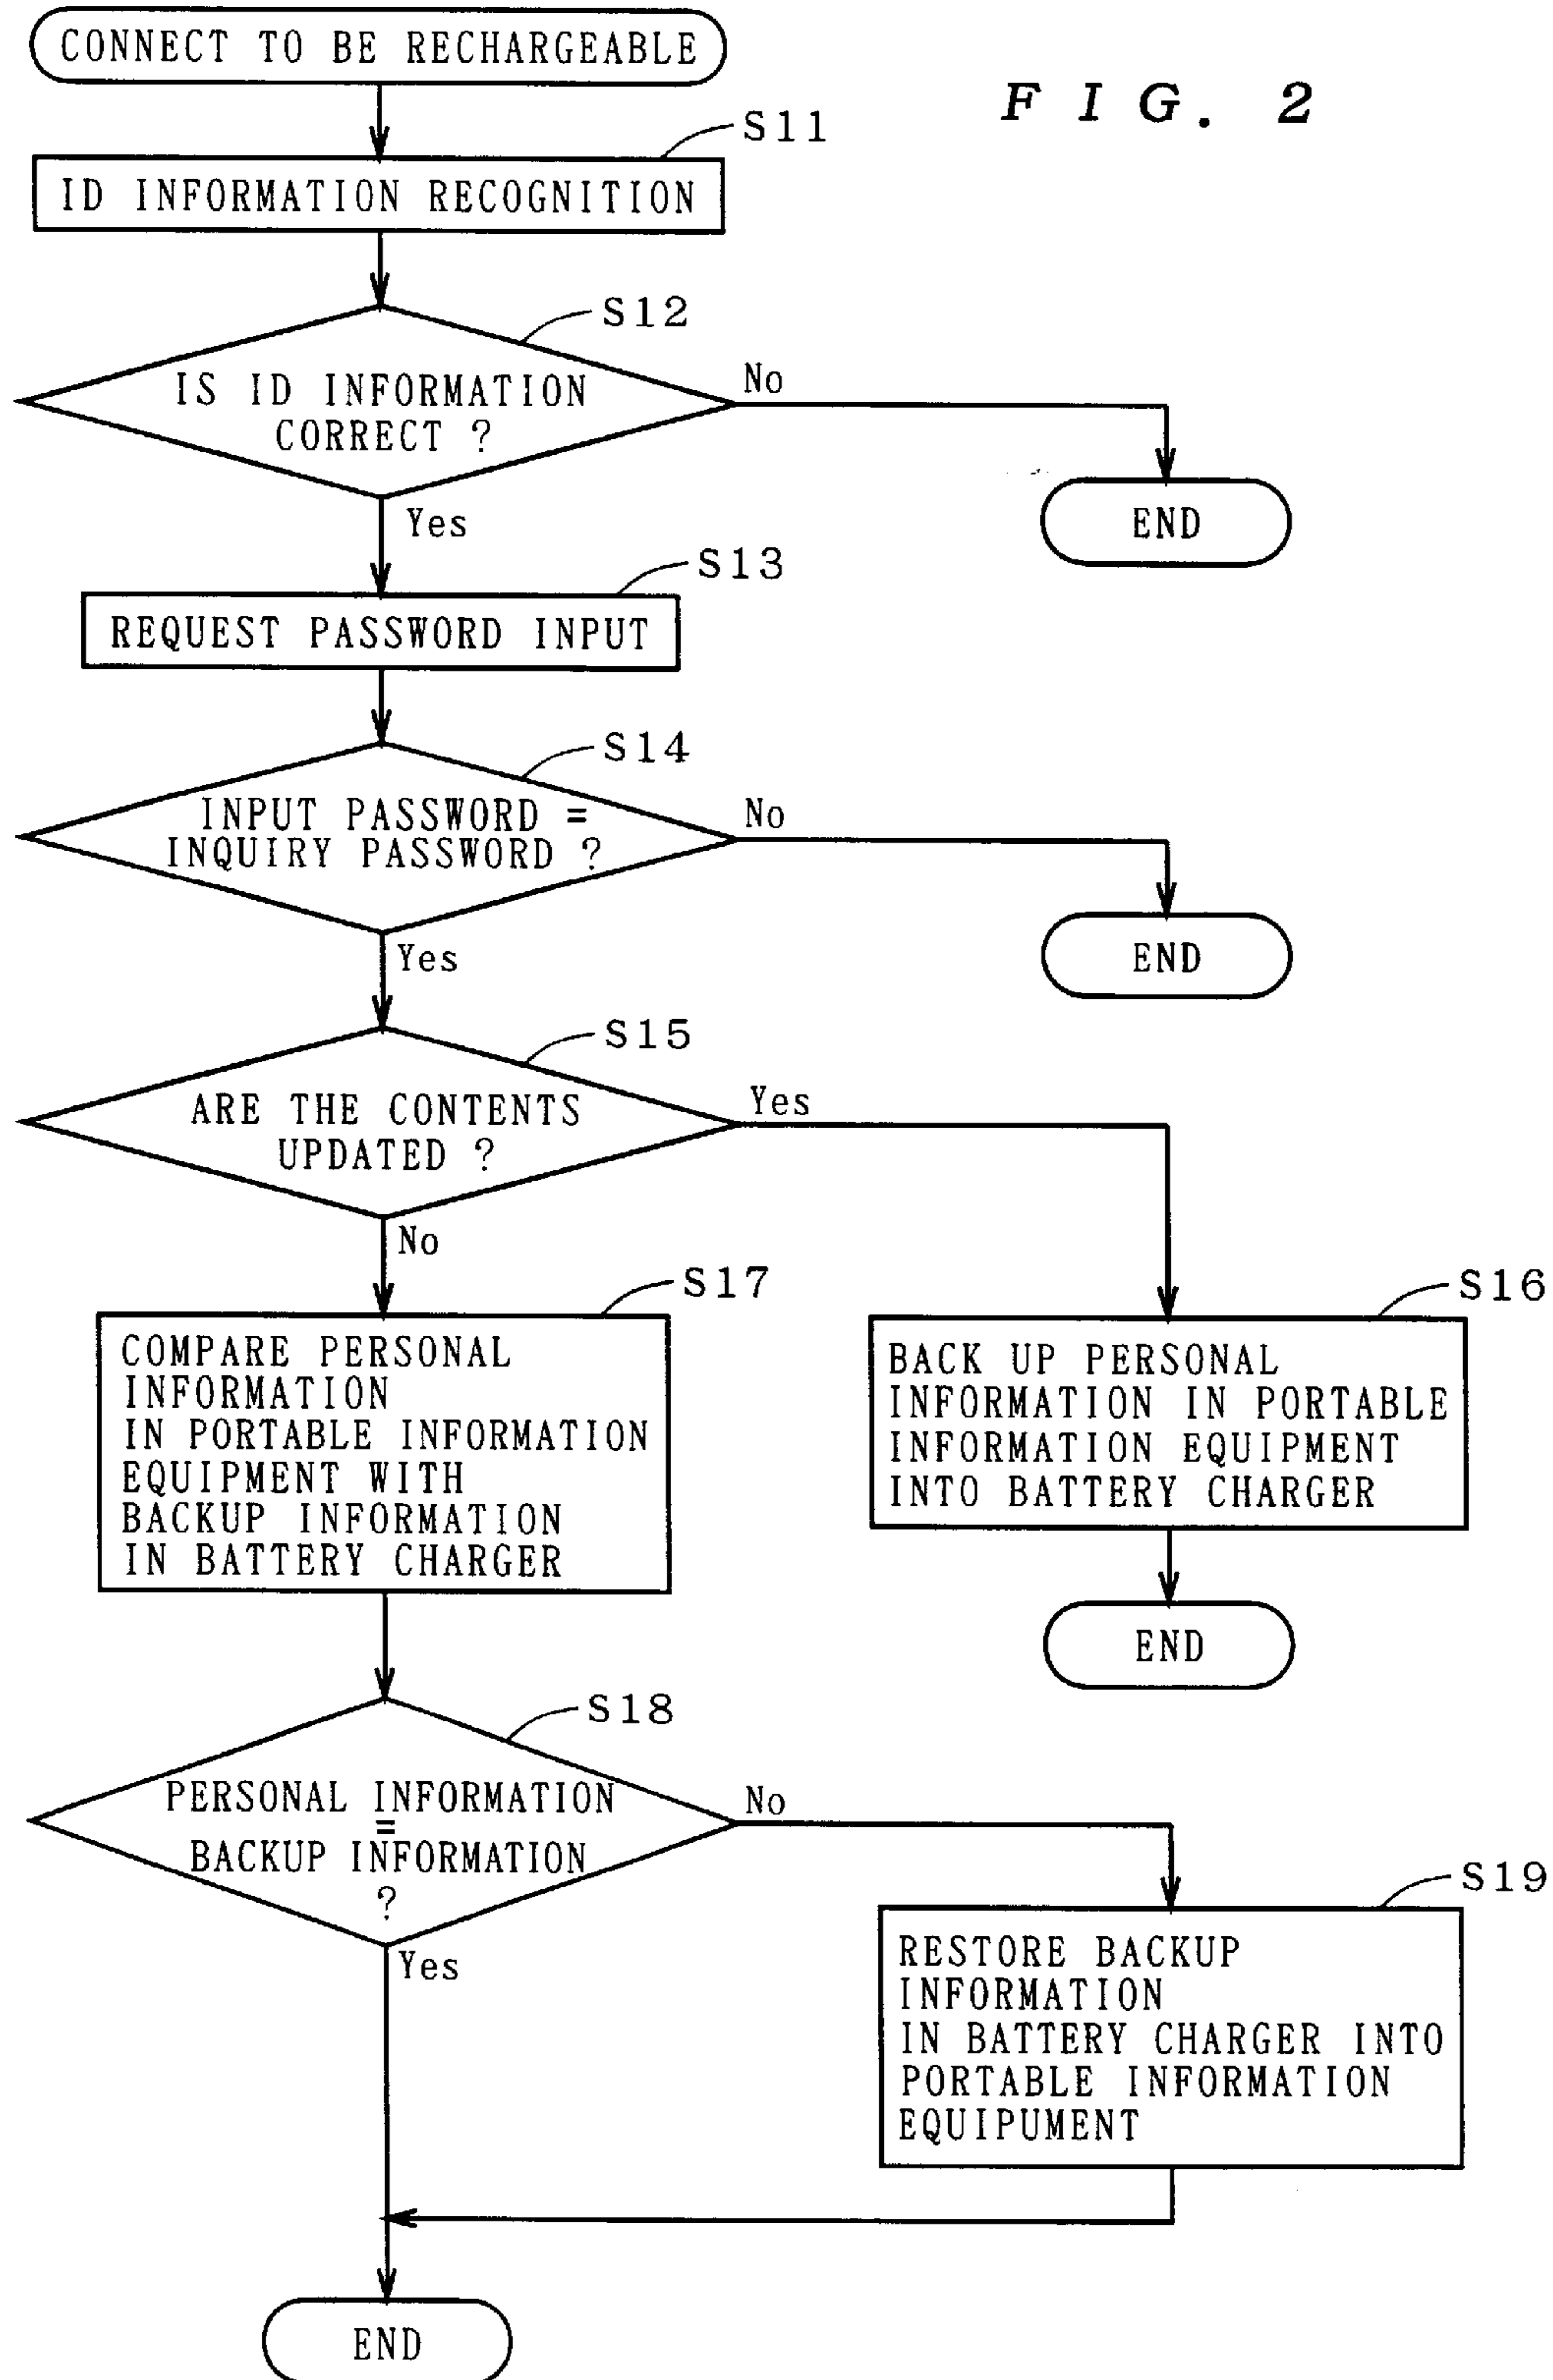 CONNECT TO BE RECHARGEABLE
FIG. 2
S11
ID INFORMATION RECOGNITION
S12
IS ID INFORMATION
CORRECT ?
No
END
Yes
S13
REQUEST PASSWORD INPUT
S14
INPUT PASSWORD =
INQUIRY PASSWORD ?
No
END
Yes
S15
ARE THE CONTENTS
UPDATED ?
Yes
No
S17
COMPARE PERSONAL
INFORMATION
IN PORTABLE INFORMATION
EQUIPMENT WITH
BACKUP INFORMATION
IN BATTERY CHARGER
S16
BACK UP PERSONAL
INFORMATION IN PORTABLE
INFORMATION EQUIPMENT
INTO BATTERY CHARGER
END
S18
PERSONAL INFORMATION
=
BACKUP INFORMATION
?
No
Yes
S19
RESTORE BACKUP
INFORMATION
IN BATTERY CHARGER INTO
PORTABLE INFORMATION
EQUIPUMENT
END